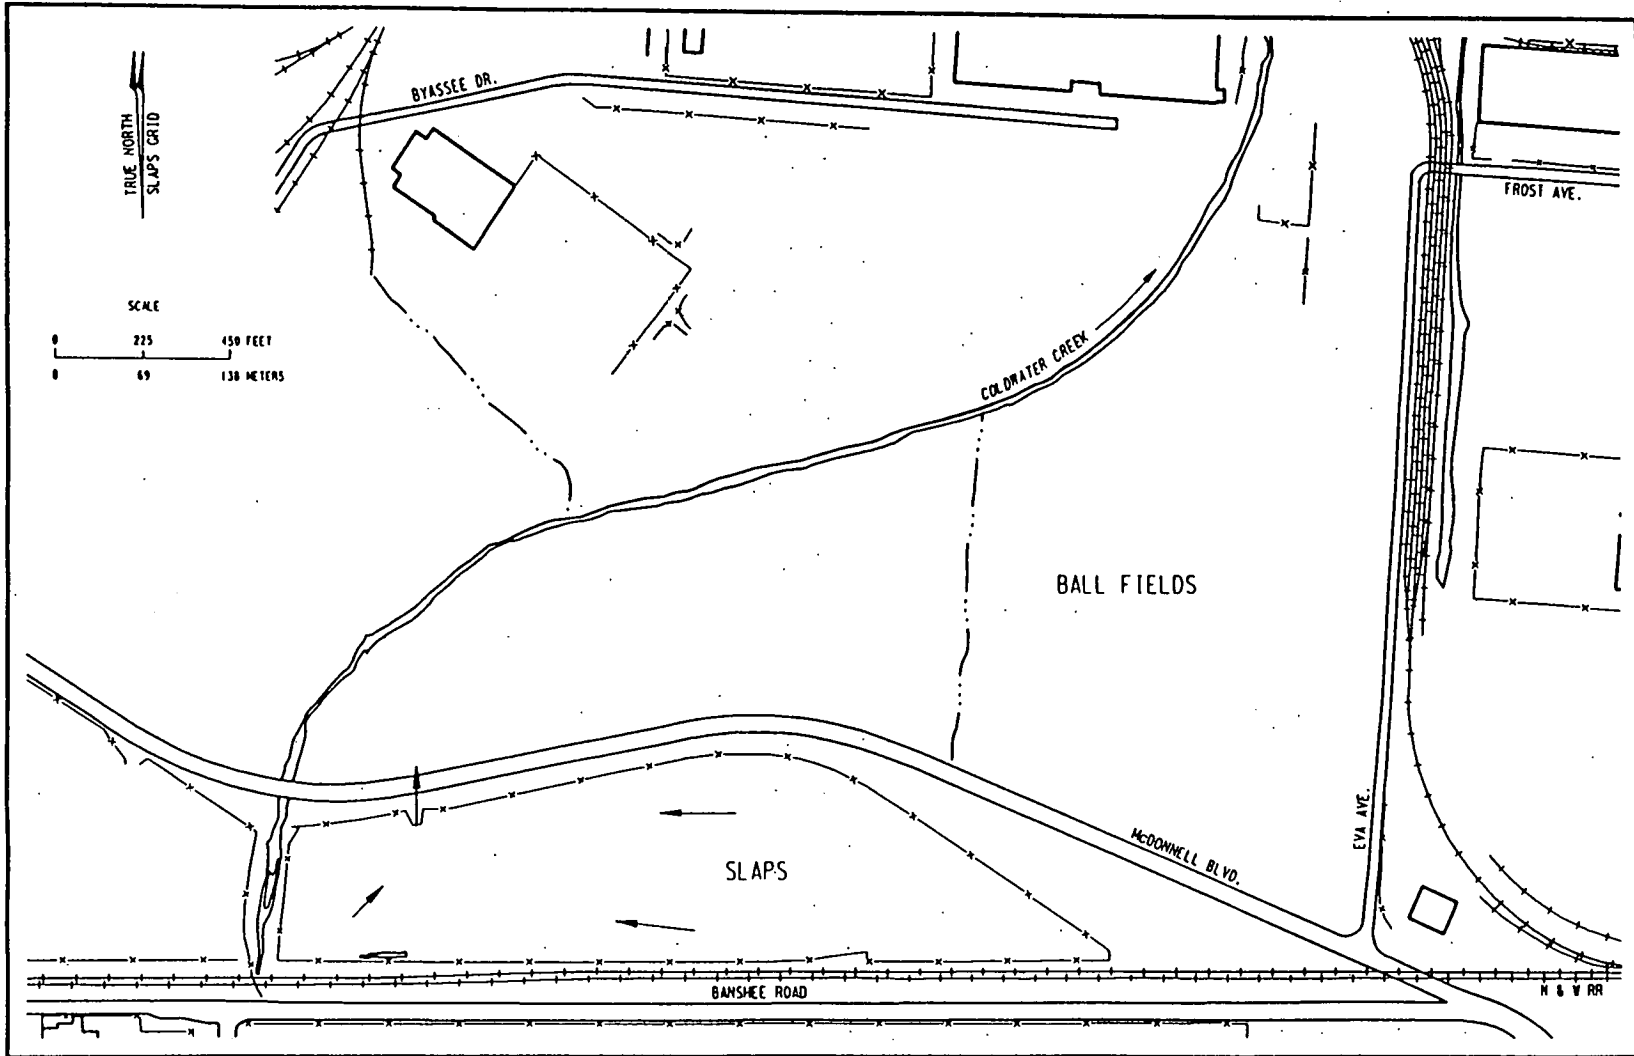 BYASSEE DR.
TRUE NORTH
SLAPS GRID
FROST AVE.
SCALE
0 225 450 FEET
0 69 138 METERS
COLDWATER CREEK
BALL FIELDS
EVA AVE.
McDONNELL BLVD.
SLAPS
BANSHEE ROAD
N & W RR